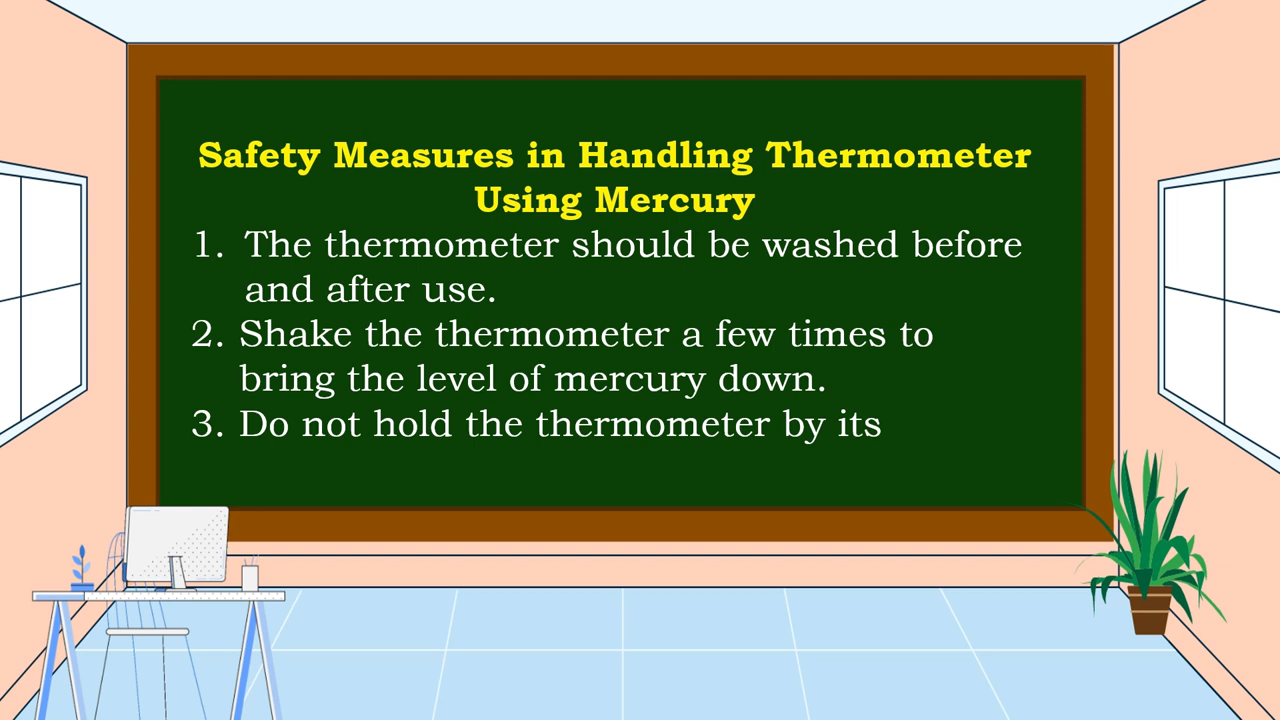 Safety Measures in Handling Thermometer
Using Mercury
1. The thermometer should be washed before
and after use.
2. Shake the thermometer a few times to
bring the level of mercury down.
3. Do not hold the thermometer by its